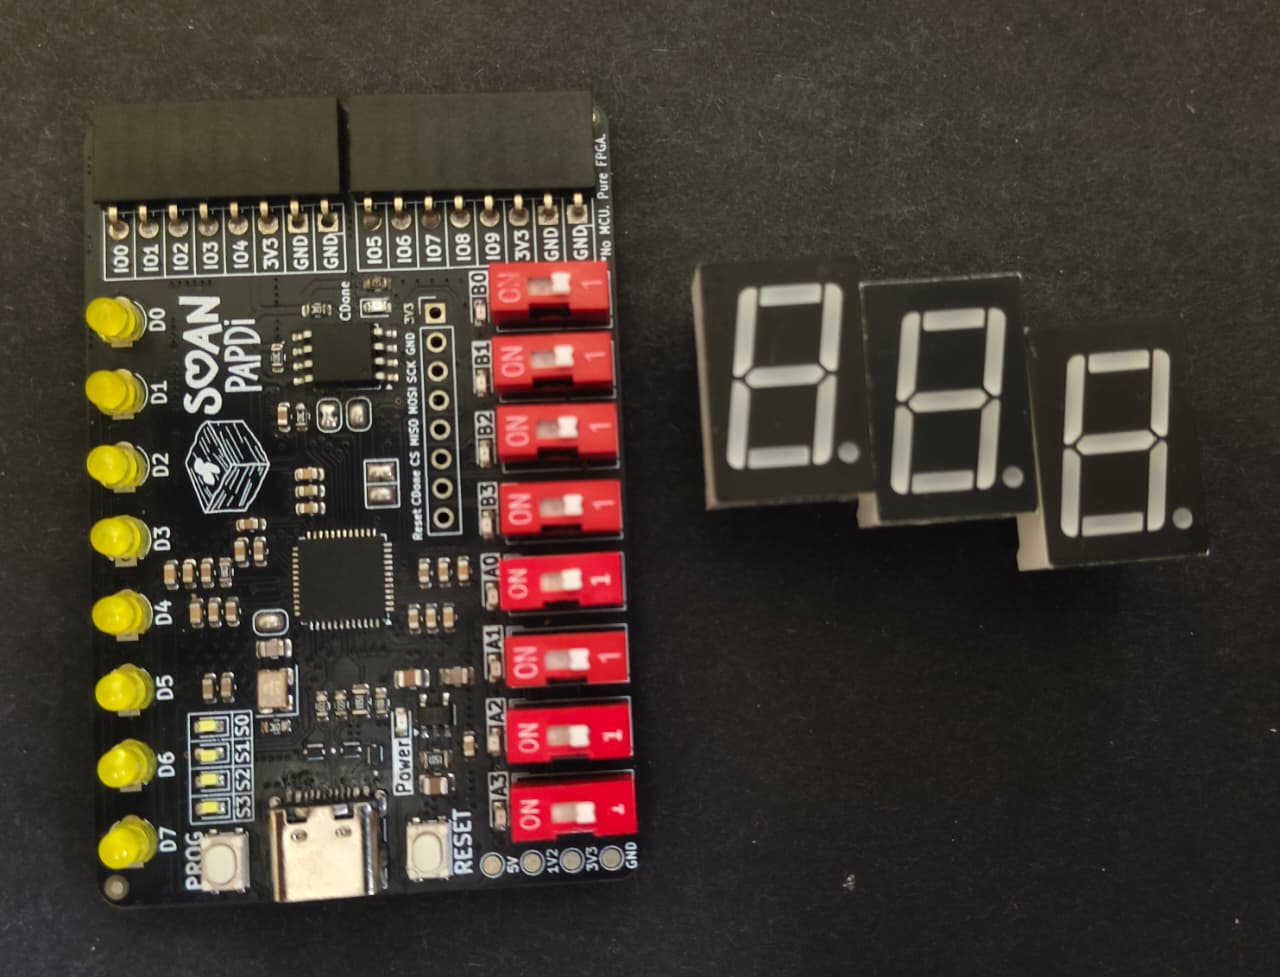 "No MCU. Pure FPGA.
IO0 IO1 IO2 IO3 IO4 3V3 GND GND
IO5 IO6 IO7 IO8 IO9 3V3 GND GND
D0
D1
D2
D3
D4
D5
D6
D7
PAPDi
CDone
3V3
GND
SCK
MOSI
MISO
CS
CDone
Reset
B0 ON 1
B1 ON 1
B2 ON 1
B3 ON 1
A0 ON 1
A1 ON 1
A2 ON 1
A3 ON 1
S0
S1
S2
S3
Power
PROG
RESET
5V 1V2 3V3 GND